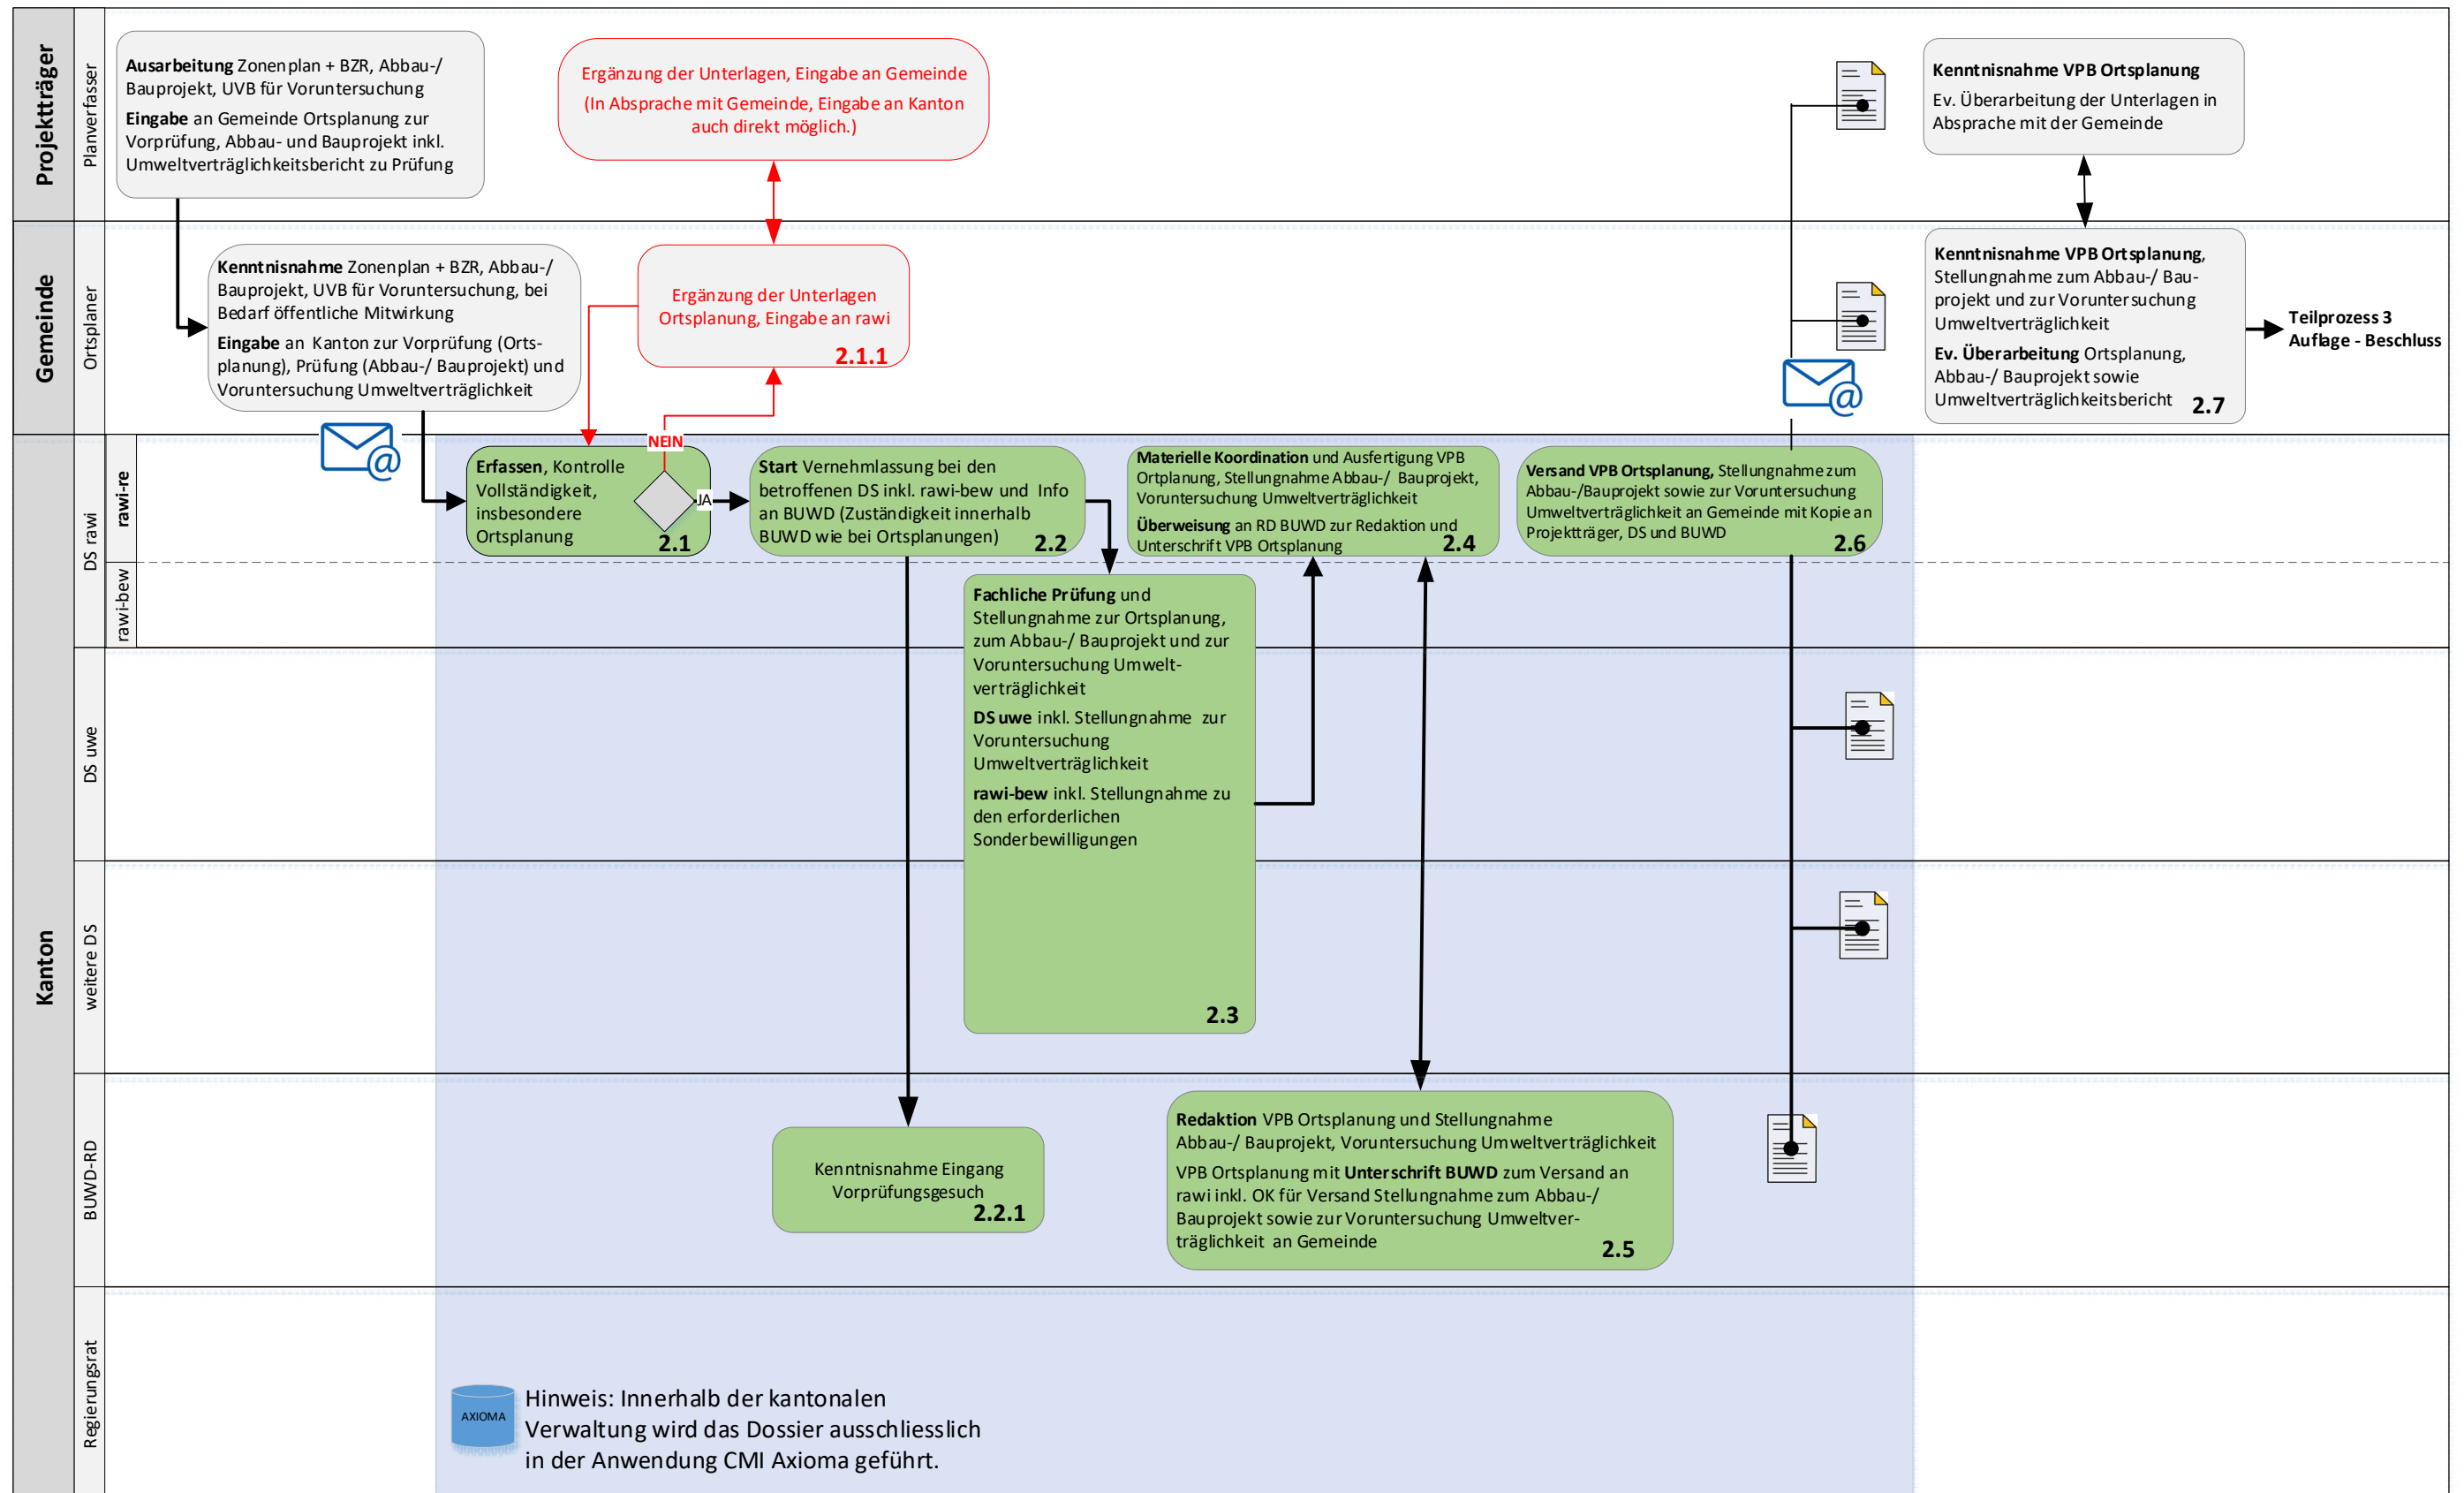 Projektträger
Planverfasser
Ausarbeitung Zonenplan + BZR, Abbau-/
Bauprojekt, UVB für Voruntersuchung
Eingabe an Gemeinde Ortsplanung zur
Vorprüfung, Abbau- und Bauprojekt inkl.
Umweltverträglichkeitsbericht zu Prüfung
Ergänzung der Unterlagen, Eingabe an Gemeinde
(In Absprache mit Gemeinde, Eingabe an Kanton
auch direkt möglich.)
Kenntnisnahme VPB Ortsplanung
Ev. Überarbeitung der Unterlagen in
Absprache mit der Gemeinde
Gemeinde
Ortsplaner
Kenntnisnahme Zonenplan + BZR, Abbau-/
Bauprojekt, UVB für Voruntersuchung, bei
Bedarf öffentliche Mitwirkung
Eingabe an Kanton zur Vorprüfung (Orts-
planung), Prüfung (Abbau-/ Bauprojekt) und
Voruntersuchung Umweltverträglichkeit
Ergänzung der Unterlagen
Ortsplanung, Eingabe an rawi
2.1.1
Kenntnisnahme VPB Ortsplanung,
Stellungnahme zum Abbau-/ Bau-
projekt und zur Voruntersuchung
Umweltverträglichkeit
Ev. Überarbeitung Ortsplanung,
Abbau-/ Bauprojekt sowie
Umweltverträglichkeitsbericht
2.7
Teilprozess 3
Auflage - Beschluss
Kanton
DS rawi
rawi-re
rawi-bew
NEIN
Erfassen, Kontrolle
Vollständigkeit,
insbesondere
Ortsplanung
2.1
JA
Start Vernehmlassung bei den
betroffenen DS inkl. rawi-bew und Info
an BUWD (Zuständigkeit innerhalb
BUWD wie bei Ortsplanungen)
2.2
Materielle Koordination und Ausfertigung VPB
Ortplanung, Stellungnahme Abbau-/ Bauprojekt,
Voruntersuchung Umweltverträglichkeit
Überweisung an RD BUWD zur Redaktion und
Unterschrift VPB Ortsplanung
2.4
Versand VPB Ortsplanung, Stellungnahme zum
Abbau-/Bauprojekt sowie zur Voruntersuchung
Umweltverträglichkeit an Gemeinde mit Kopie an
Projektträger, DS und BUWD
2.6
Fachliche Prüfung und
Stellungnahme zur Ortsplanung,
zum Abbau-/ Bauprojekt und zur
Voruntersuchung Umwelt-
verträglichkeit
DS uwe inkl. Stellungnahme zur
Voruntersuchung
Umweltverträglichkeit
rawi-bew inkl. Stellungnahme zu
den erforderlichen
Sonderbewilligungen
2.3
DS uwe
weitere DS
BUWD-RD
Kenntnisnahme Eingang
Vorprüfungsgesuch
2.2.1
Redaktion VPB Ortsplanung und Stellungnahme
Abbau-/ Bauprojekt, Voruntersuchung Umweltverträglichkeit
VPB Ortsplanung mit Unterschrift BUWD zum Versand an
rawi inkl. OK für Versand Stellungnahme zum Abbau-/
Bauprojekt sowie zur Voruntersuchung Umweltver-
träglichkeit an Gemeinde
2.5
Regierungsrat
AXIOMA
Hinweis: Innerhalb der kantonalen
Verwaltung wird das Dossier ausschliesslich
in der Anwendung CMI Axioma geführt.